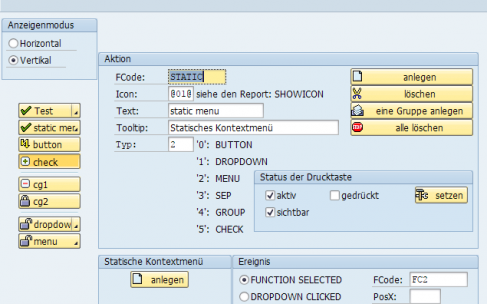 Anzeigenmodus
Horizontal
Vertikal
Test
static menu
button
check
cg1
cg2
dropdow
menu
Aktion
FCode: STATIC
Icon: @01@ siehe den Report: SHOWICON
Text: static menu
Tooltip: Statisches Kontextmenü
Typ: 2 '0': BUTTON
'1': DROPDOWN
'2': MENU
'3': SEP
'4': GROUP
'5': CHECK
anlegen
löschen
eine Gruppe anlegen
alle löschen
Status der Drucktaste
aktiv gedrückt setzen
sichtbar
Statische Kontextmenü
anlegen
Ereignis
FUNCTION SELECTED FCode: FC2
DROPDOWN CLICKED PosX: